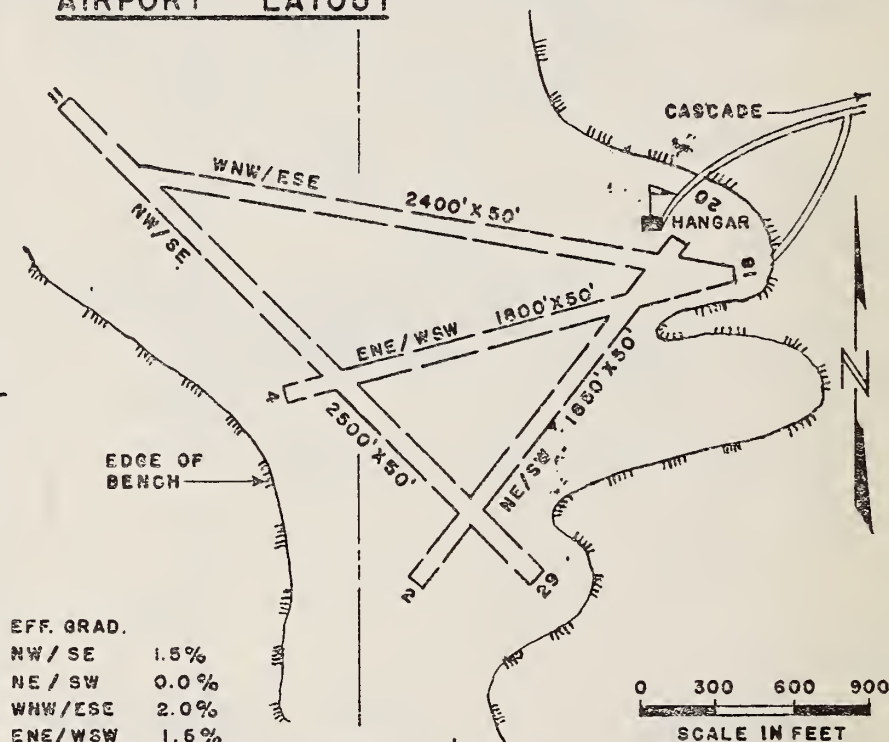 AIRPORT LAYOUT
11
CASCADE
WNW/ESE
2400'X50'
20
HANGAR
NW/SE
18
1800'X50'
ENE/WSW
N
4
2500'X50'
NE/SW
EDGE OF
BENCH
2
29
EFF. GRAD.
NW/SE 1.5%
NE/SW 0.0%
WNW/ESE 2.0%
ENE/WSW 1.5%
0 300 600 900
SCALE IN FEET